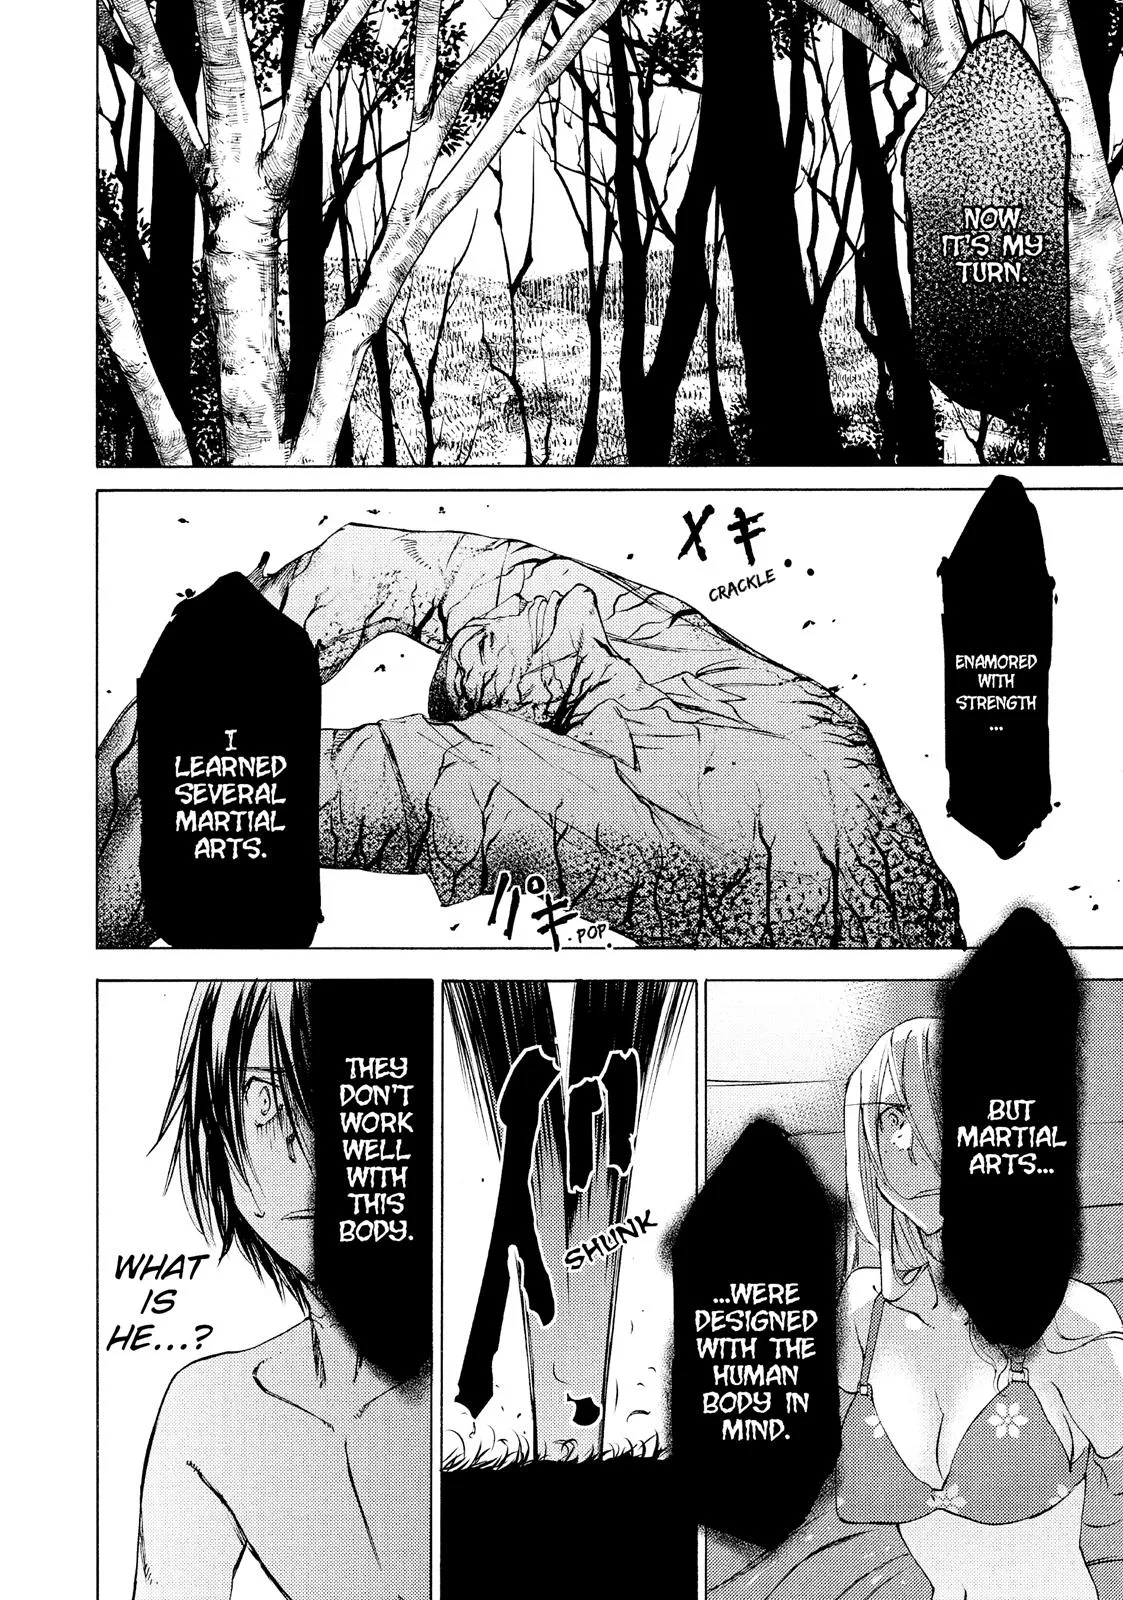 NOW
IT'S MY
TURN.
ENAMORED
WITH
STRENGTH
...
メキ..
CRACKLE
I
LEARNED
SEVERAL
MARTIAL
ARTS.
パキ.
POP.
BUT
MARTIAL
ARTS...
...WERE
DESIGNED
WITH THE
HUMAN
BODY IN
MIND.
SHUNK
THEY
DON'T
WORK
WELL
WITH
THIS
BODY.
WHAT
IS
HE...?